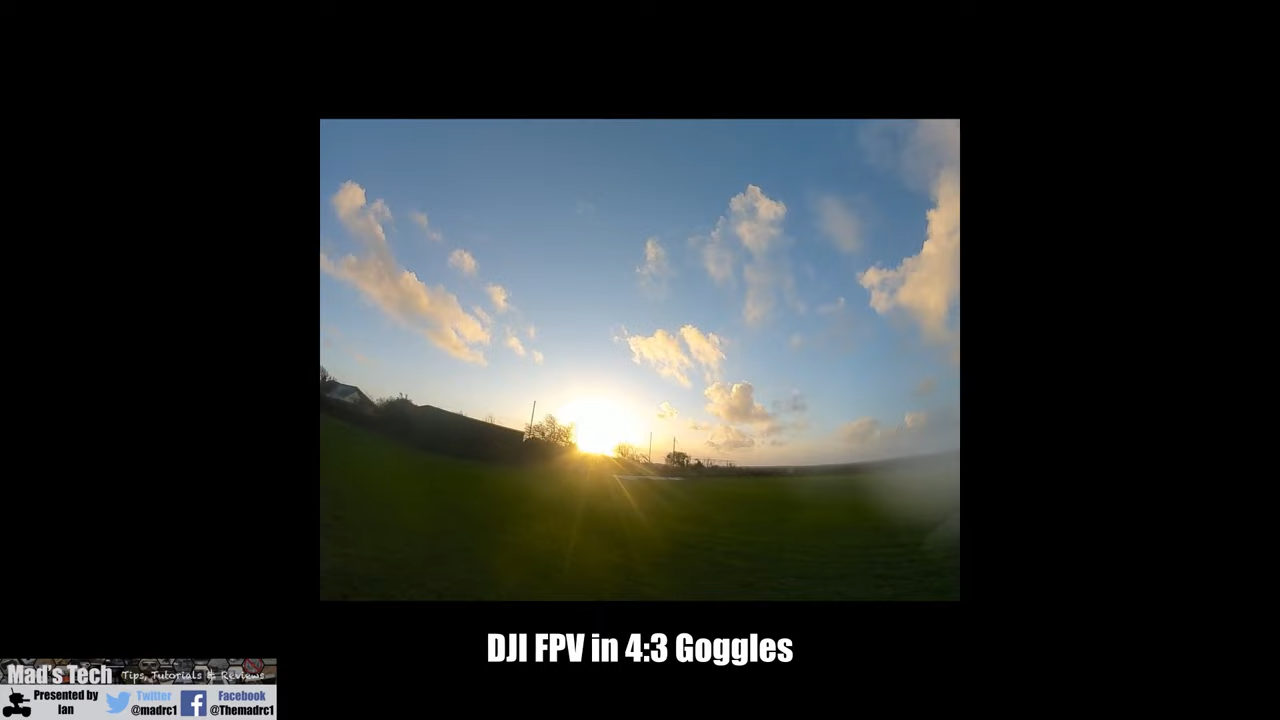 DJI FPV in 4:3 Goggles
Mad's Tech Tips, Tutorials & Reviews
Presented by Ian
Twitter @madrc1
Facebook @Themadrc1